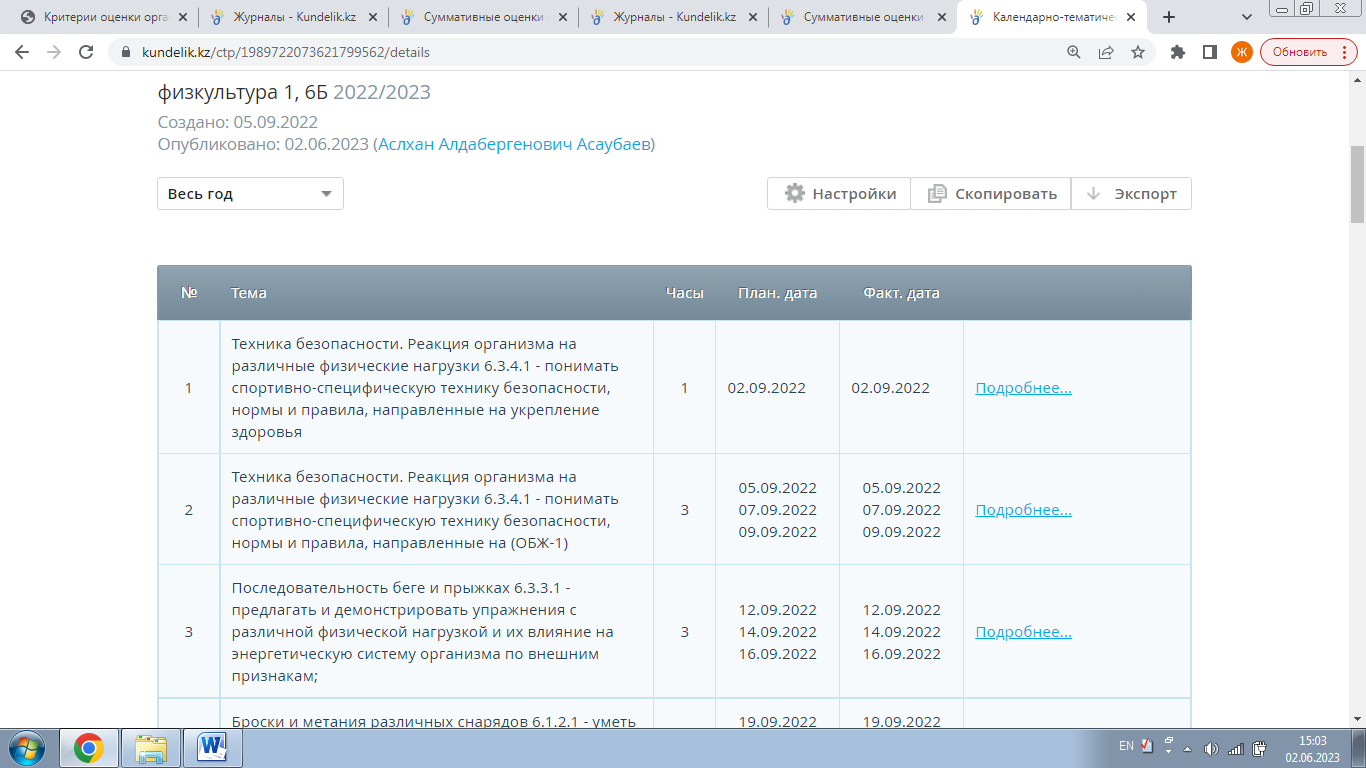 Критерии оценки орга
Журналы - Kundelik.kz
Суммативные оценки -
Журналы - Kundelik.kz
Суммативные оценки
Календарно-тематиче
kundelik.kz/ctp/1989722073621799562/details
Ж
Обновить
физкультура 1, 6Б 2022/2023
Создано: 05.09.2022
Опубликовано: 02.06.2023 (Аслхан Алдабергенович Асаубаев)
Весь год
Настройки
Скопировать
Экспорт
№ Тема Часы План. дата Факт. дата
Техника безопасности. Реакция организма на
различные физические нагрузки 6.3.4.1 - понимать
1 спортивно-специфическую технику безопасности, 1 02.09.2022 02.09.2022 Подробнее...
нормы и правила, направленные на укрепление
здоровья
Техника безопасности. Реакция организма на
различные физические нагрузки 6.3.4.1 - понимать
спортивно-специфическую технику безопасности,
нормы и правила, направленные на (ОБЖ-1)
2
3
05.09.2022
07.09.2022
09.09.2022
05.09.2022
07.09.2022
09.09.2022
Подробнее...
Последовательность беге и прыжках 6.3.3.1 -
предлагать и демонстрировать упражнения с
различной физической нагрузкой и их влияние на
энергетическую систему организма по внешним
признакам;
3
3
12.09.2022
14.09.2022
16.09.2022
12.09.2022
14.09.2022
16.09.2022
Подробнее...
Броски и метания различных снарядов 6.1.2.1 - уметь
19.09.2022
19.09.2022
EN
15:03
02.06.2023